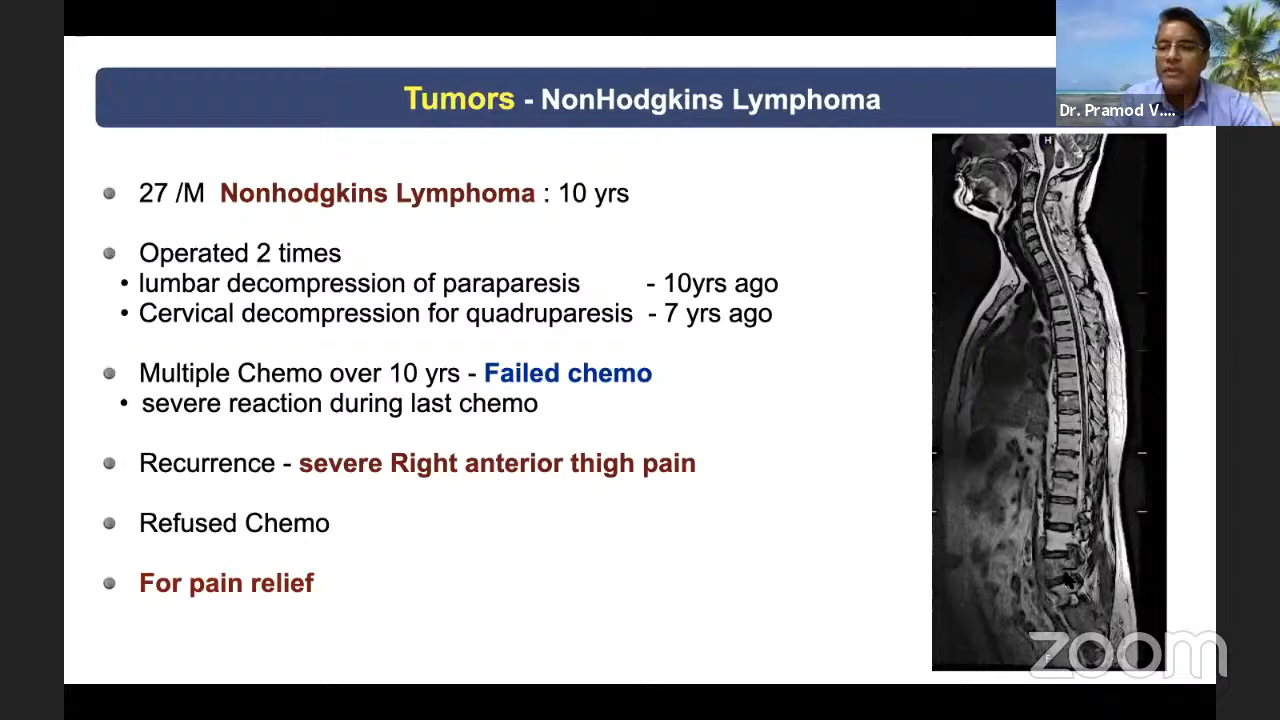 Tumors - NonHodgkins Lymphoma
Dr. Pramod V....
27 /M Nonhodgkins Lymphoma : 10 yrs
Operated 2 times
• lumbar decompression of paraparesis - 10yrs ago
• Cervical decompression for quadruparesis - 7 yrs ago
Multiple Chemo over 10 yrs - Failed chemo
• severe reaction during last chemo
Recurrence - severe Right anterior thigh pain
Refused Chemo
For pain relief
H
F
zoom